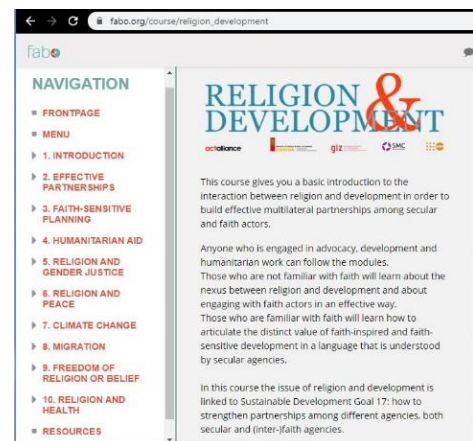 fabo.org/course/religion_development
fabo
NAVIGATION
FRONTPAGE
MENU
1. INTRODUCTION
2. EFFECTIVE
PARTNERSHIPS
3. FAITH-SENSITIVE
PLANNING
4. HUMANITARIAN AID
5. RELIGION AND
GENDER JUSTICE
6. RELIGION AND
PEACE
7. CLIMATE CHANGE
8. MIGRATION
9. FREEDOM OF
RELIGION OR BELIEF
10. RELIGION AND
HEALTH
RESOURCES
RELIGION &
DEVELOPMENT
actalliance
giz
SMC
This course gives you a basic introduction to the
interaction between religion and development in order to
build effective multilateral partnerships among secular
and faith actors.
Anyone who is engaged in advocacy, development and
humanitarian work can follow the modules.
Those who are not familiar with faith will learn about the
nexus between religion and development and about
engaging with faith actors in an effective way.
Those who are familiar with faith will learn how to
articulate the distinct value of faith-inspired and faith-
sensitive development in a language that is understood
by secular agencies.
In this course the issue of religion and development is
linked to Sustainable Development Goal 17: how to
strengthen partnerships among different agencies, both
secular and (inter-)faith agencies.